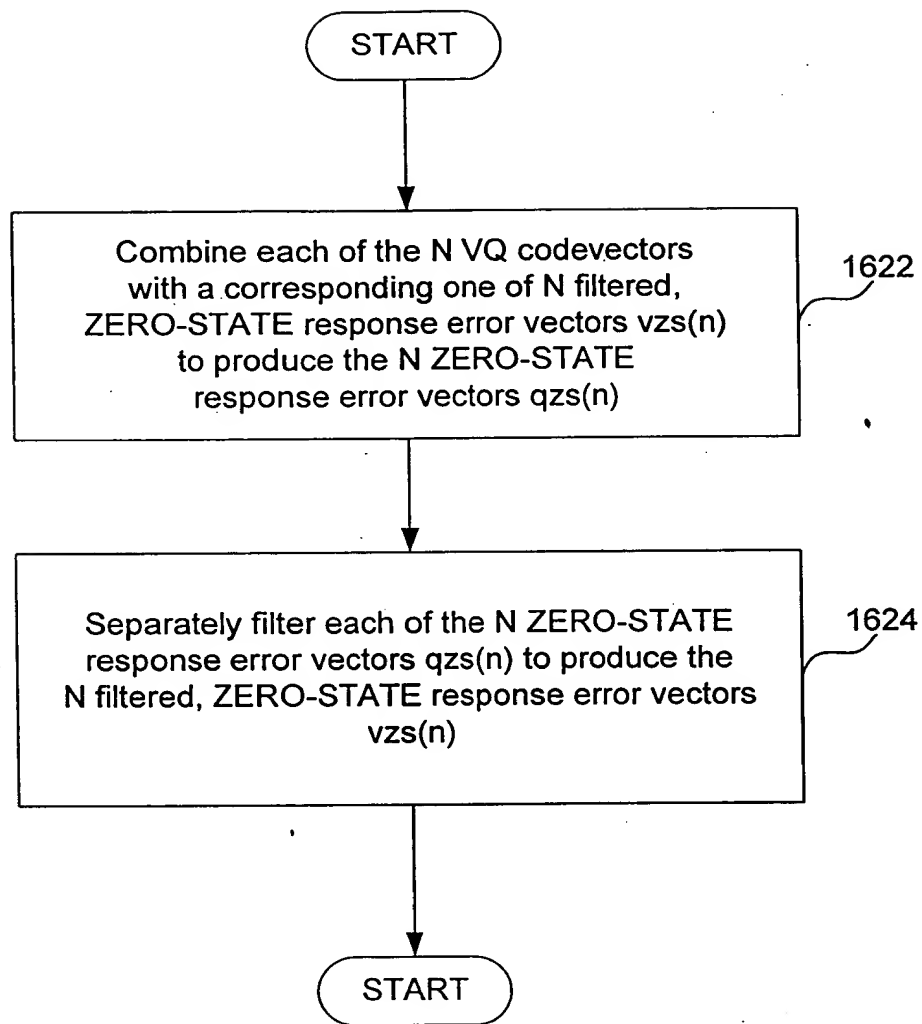 START
Combine each of the N VQ codevectors
with a corresponding one of N filtered,
ZERO-STATE response error vectors vzs(n)
to produce the N ZERO-STATE
response error vectors qzs(n)
1622
Separately filter each of the N ZERO-STATE
response error vectors qzs(n) to produce the
N filtered, ZERO-STATE response error vectors
vzs(n)
1624
START